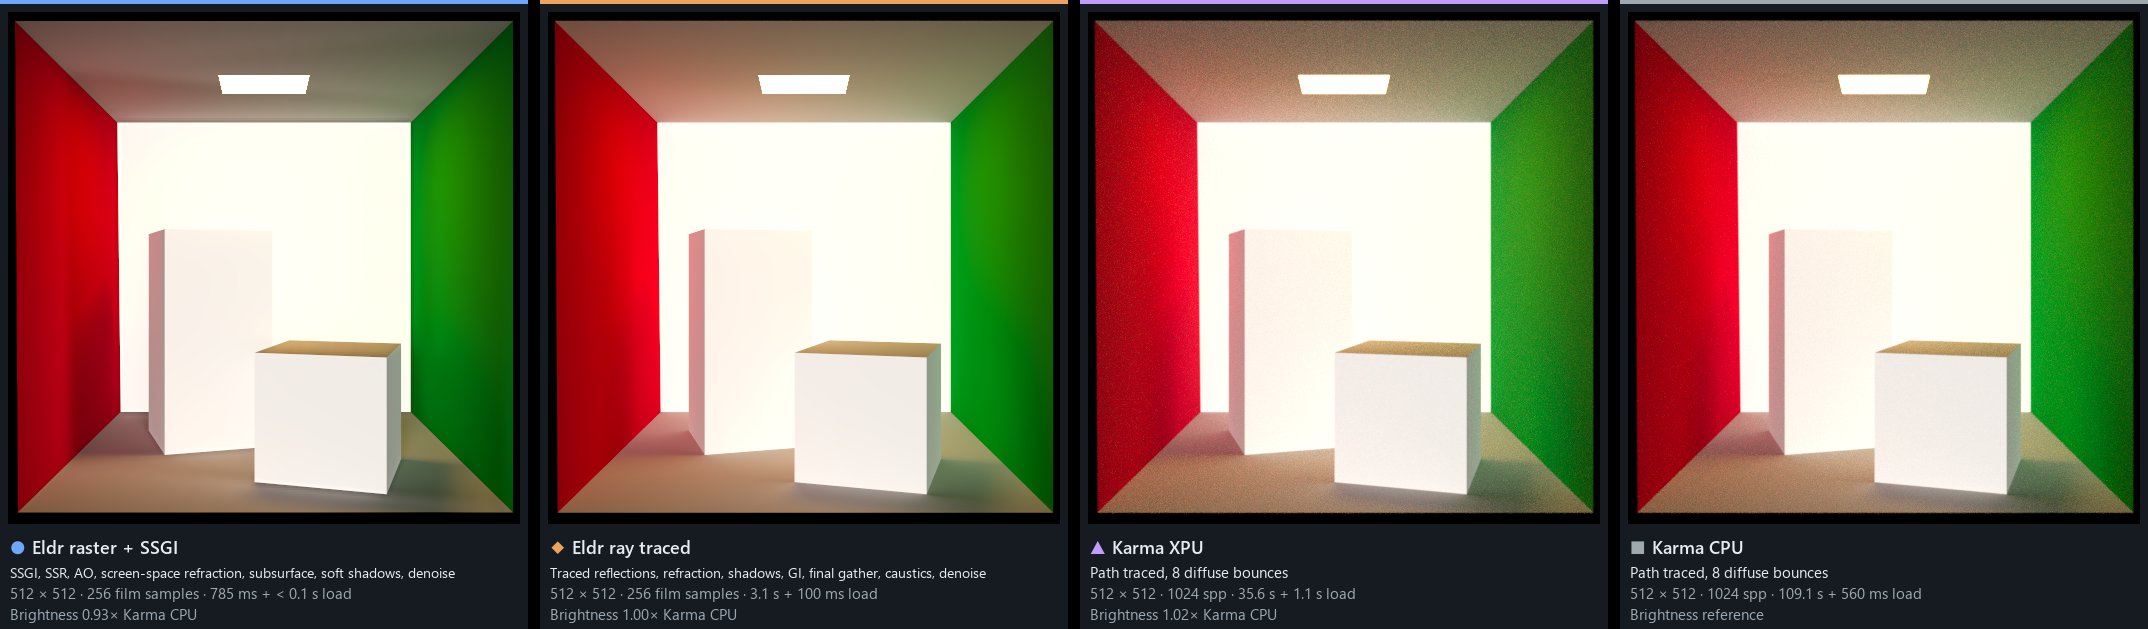 Eldr raster + SSGI
SSGI, SSR, AO, screen-space refraction, subsurface, soft shadows, denoise
512 × 512 · 256 film samples · 785 ms + < 0.1 s load
Brightness 0.93× Karma CPU
Eldr ray traced
Traced reflections, refraction, shadows, GI, final gather, caustics, denoise
512 × 512 · 256 film samples · 3.1 s + 100 ms load
Brightness 1.00× Karma CPU
Karma XPU
Path traced, 8 diffuse bounces
512 × 512 · 1024 spp · 35.6 s + 1.1 s load
Brightness 1.02× Karma CPU
Karma CPU
Path traced, 8 diffuse bounces
512 × 512 · 1024 spp · 109.1 s + 560 ms load
Brightness reference